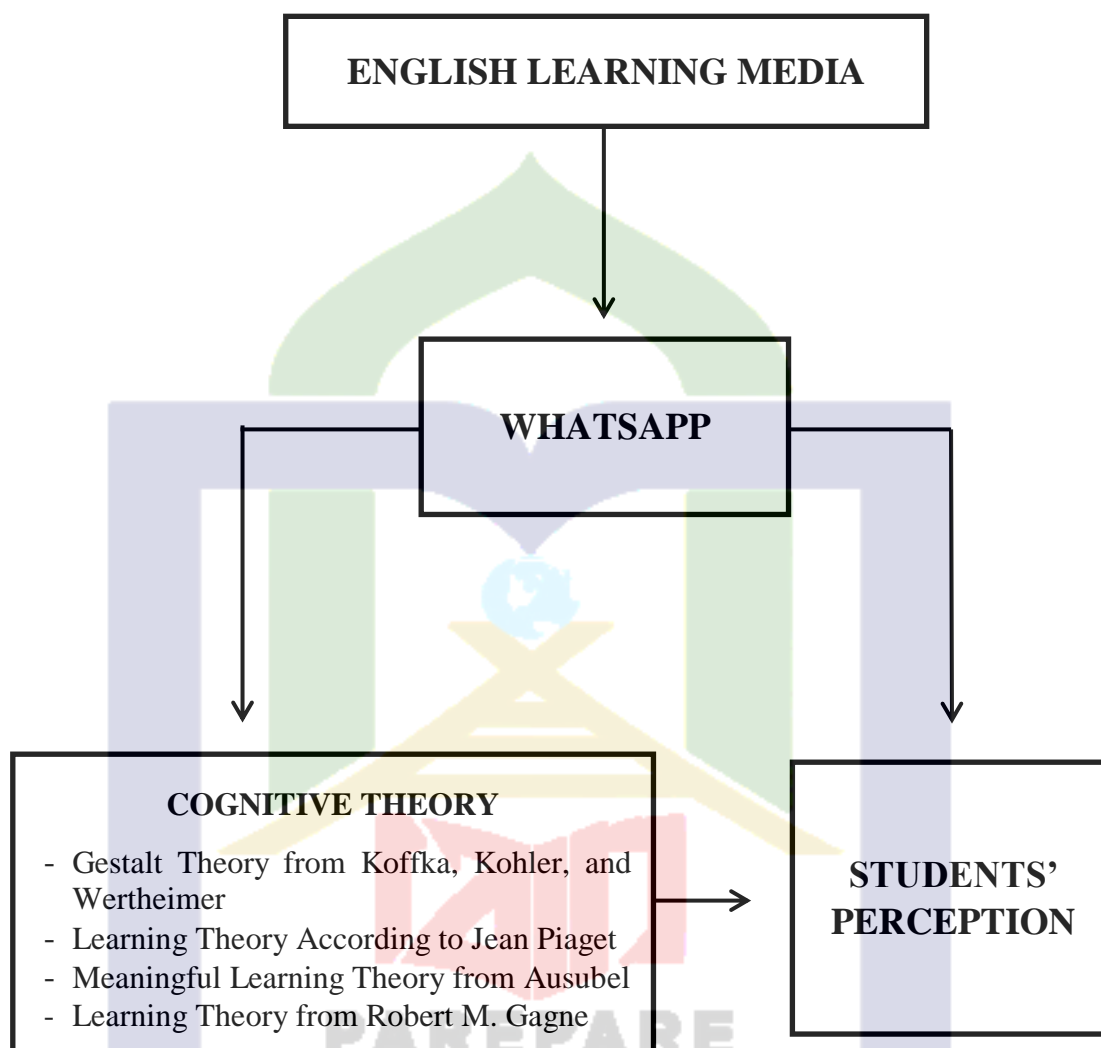 ENGLISH LEARNING MEDIA
WHATSAPP
COGNITIVE THEORY
- Gestalt Theory from Koffka, Kohler, and
Wertheimer
- Learning Theory According to Jean Piaget
- Meaningful Learning Theory from Ausubel
- Learning Theory from Robert M. Gagne
STUDENTS’
PERCEPTION
PAREPARE